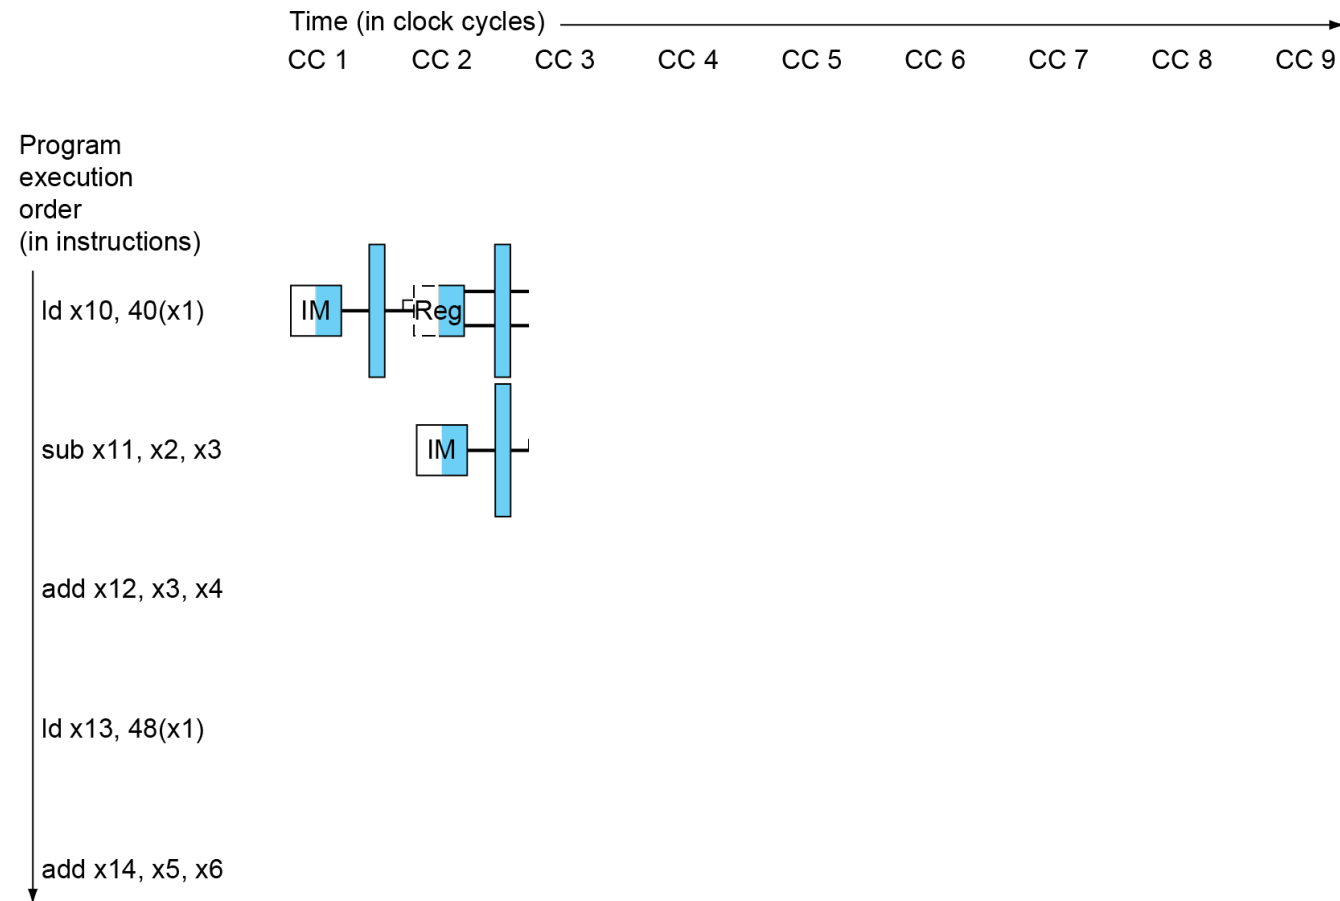 Time (in clock cycles)
CC 1 CC 2 CC 3 CC 4 CC 5 CC 6 CC 7 CC 8 CC 9
Program
execution
order
(in instructions)
ld x10, 40(x1)
IM Reg
sub x11, x2, x3
IM
add x12, x3, x4
ld x13, 48(x1)
add x14, x5, x6